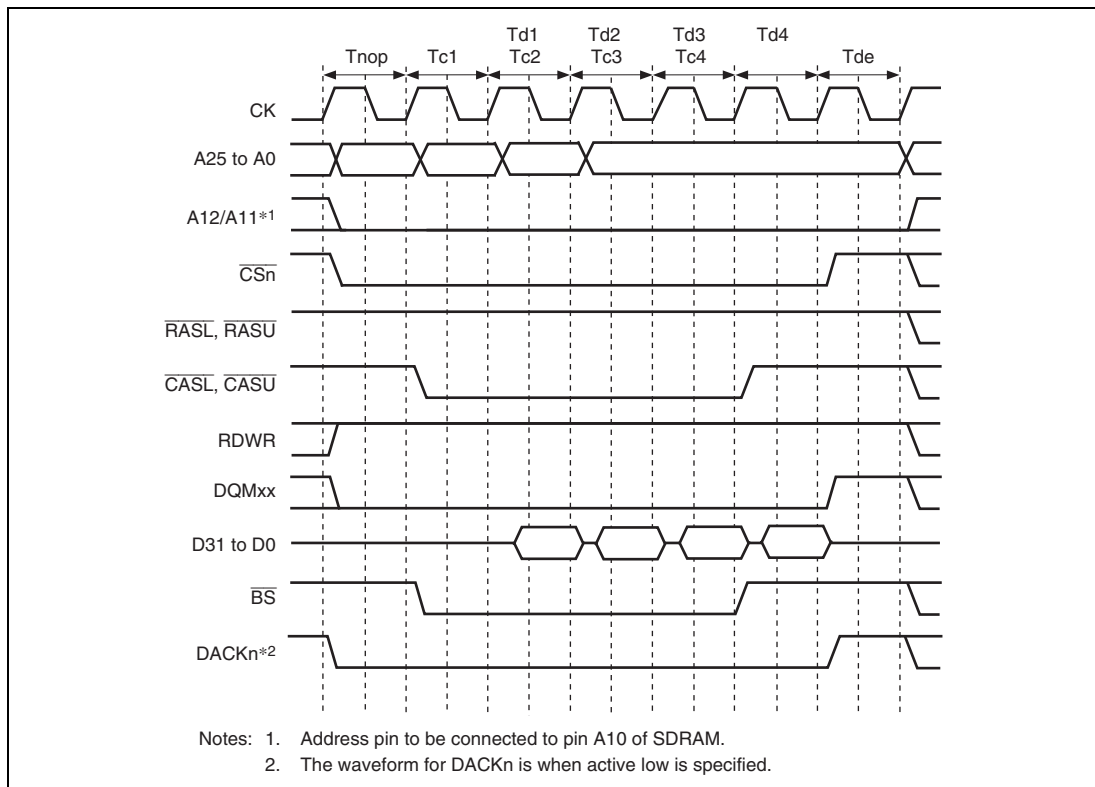 Td1 Td2 Td3 Td4
Tnop Tc1 Tc2 Tc3 Tc4 Tde
CK
A25 to A0
A12/A11*1
CSn
RASL, RASU
CASL, CASU
RDWR
DQMxx
D31 to D0
BS
DACKn*2
Notes: 1. Address pin to be connected to pin A10 of SDRAM.
2. The waveform for DACKn is when active low is specified.